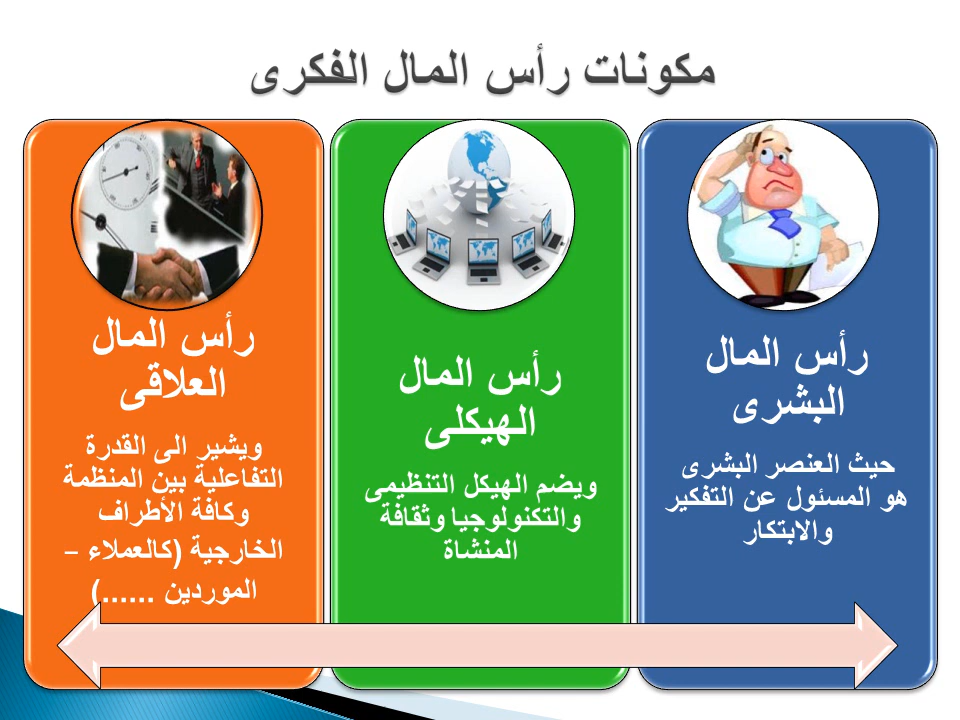 مكونات رأس المال الفكرى
رأس المال
البشرى
حيث العنصر البشرى
هو المسئول عن التفكير
والابتكار
رأس المال
الهيكلى
ويضم الهيكل التنظيمى
والتكنولوجيا وثقافة
المنشاة
رأس المال
العلاقى
ويشير الى القدرة
التفاعلية بين المنظمة
وكافة الأطراف
الخارجية (كالعملاء –
الموردين ......)